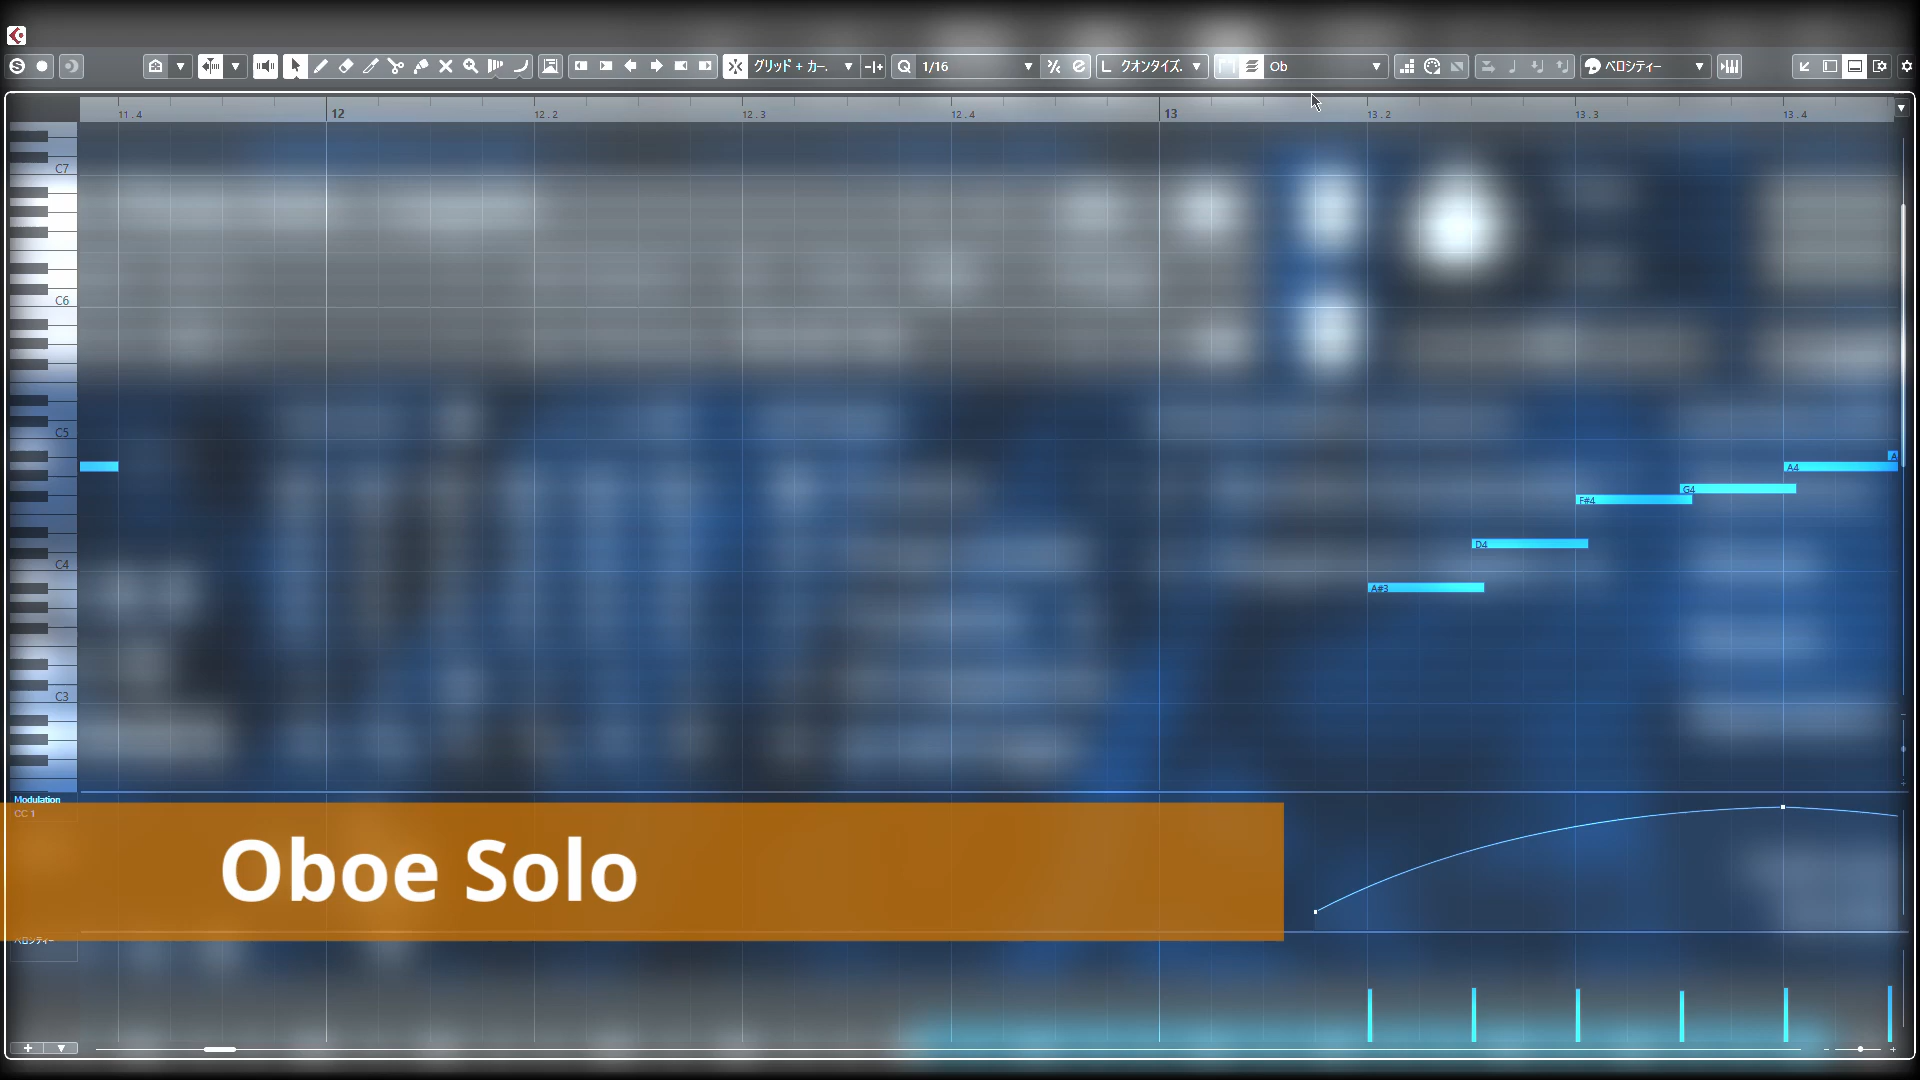 グリッド + カー.
1/16
クオンタイズ.
Ob
ベロシティー
11.4
12
12.2
12.3
12.4
13
13.2
13.3
13.4
C7
C6
C5
C4
C3
A
A4
G4
F#4
D4
A#3
Modulation
CC 1
Oboe Solo
ベロシティー